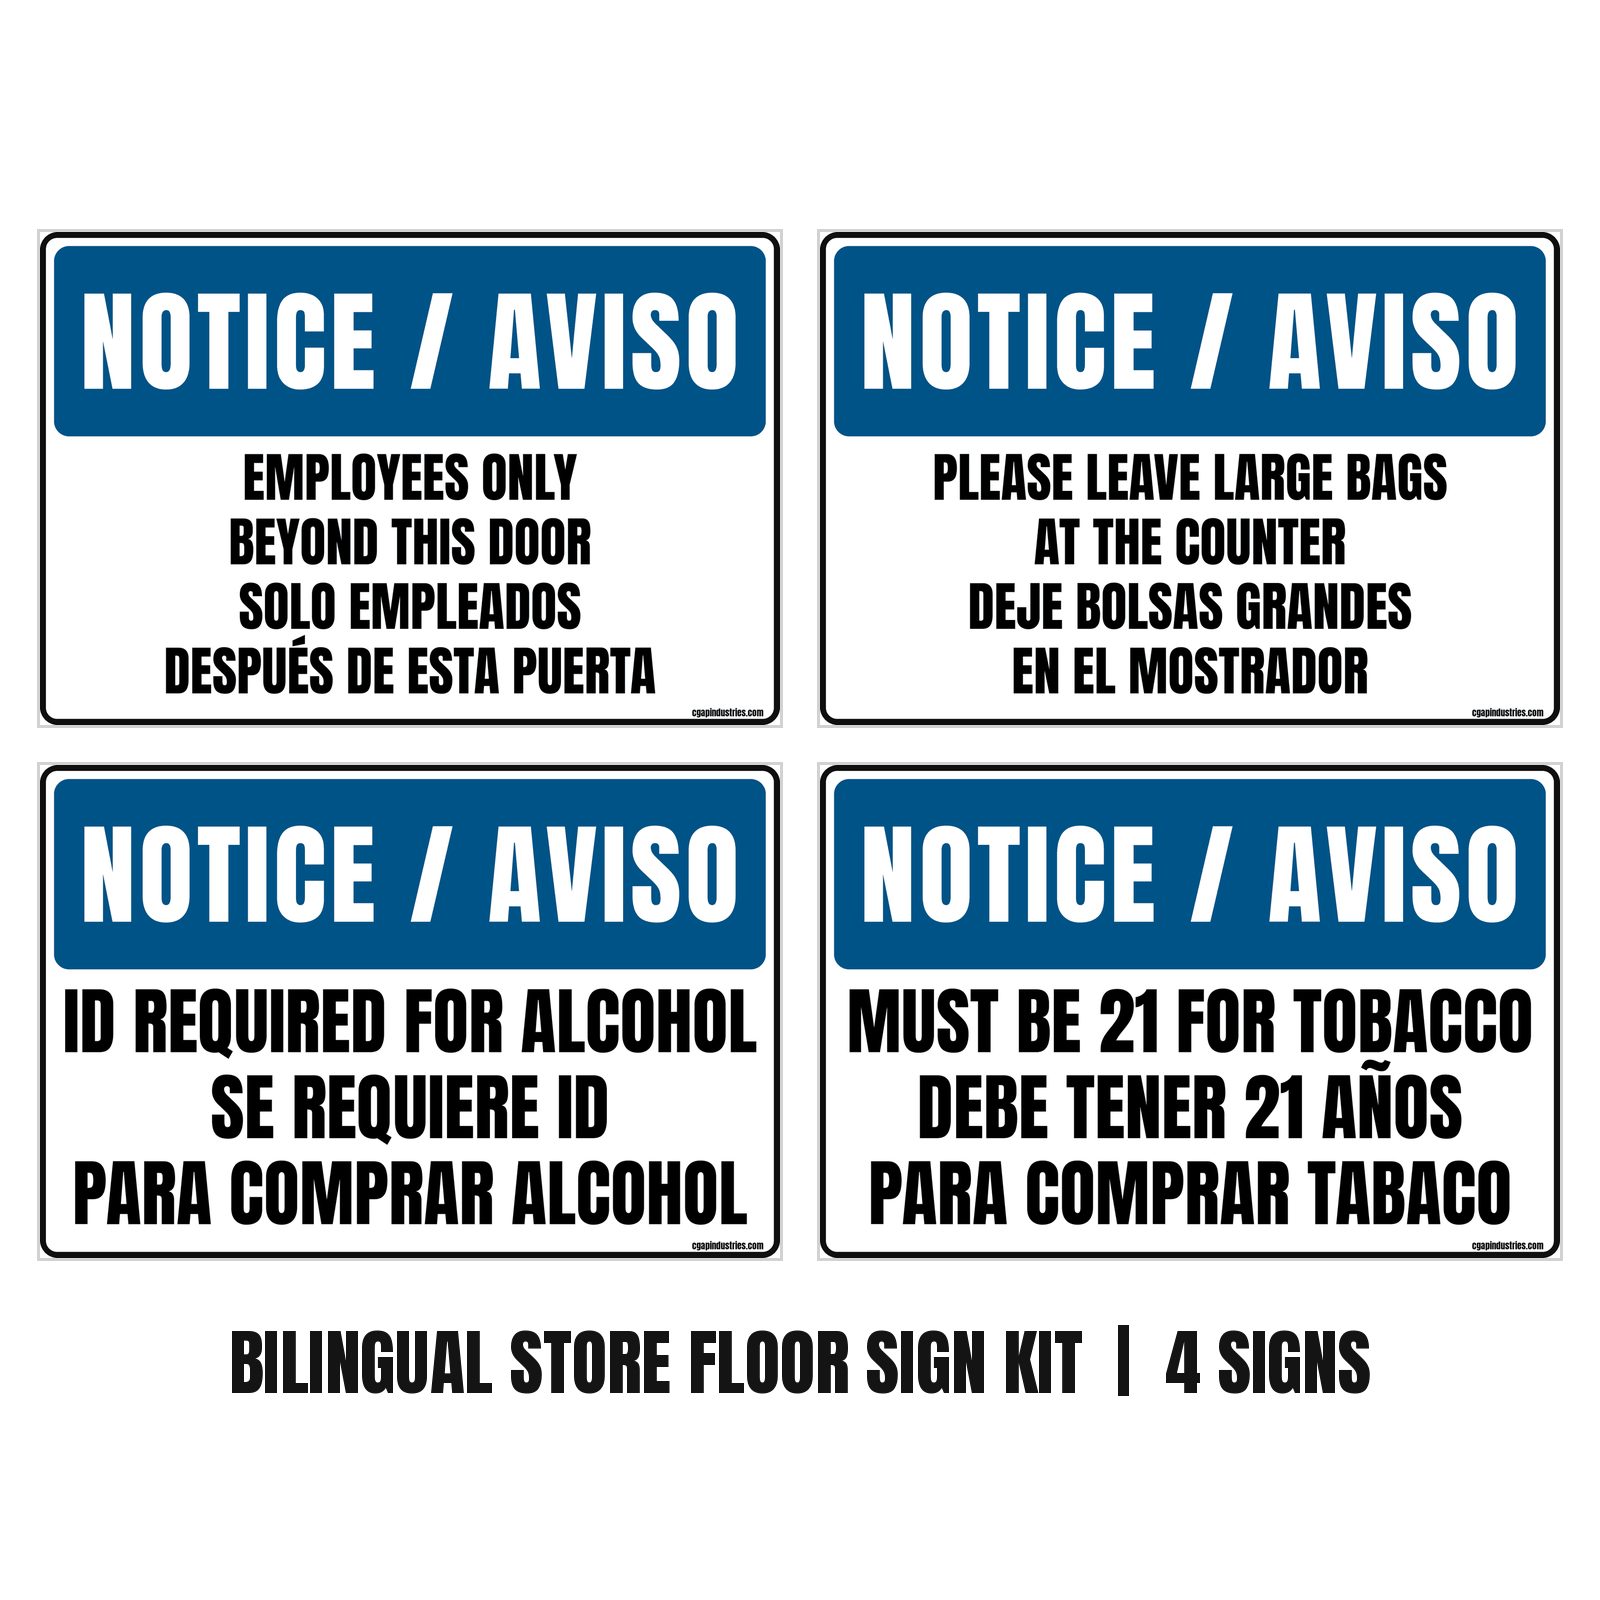 NOTICE / AVISO
EMPLOYEES ONLY
BEYOND THIS DOOR
SOLO EMPLEADOS
DESPUÉS DE ESTA PUERTA
cgapindustries.com
NOTICE / AVISO
PLEASE LEAVE LARGE BAGS
AT THE COUNTER
DEJE BOLSAS GRANDES
EN EL MOSTRADOR
cgapindustries.com
NOTICE / AVISO
ID REQUIRED FOR ALCOHOL
SE REQUIERE ID
PARA COMPRAR ALCOHOL
cgapindustries.com
NOTICE / AVISO
MUST BE 21 FOR TOBACCO
DEBE TENER 21 AÑOS
PARA COMPRAR TABACO
cgapindustries.com
BILINGUAL STORE FLOOR SIGN KIT | 4 SIGNS